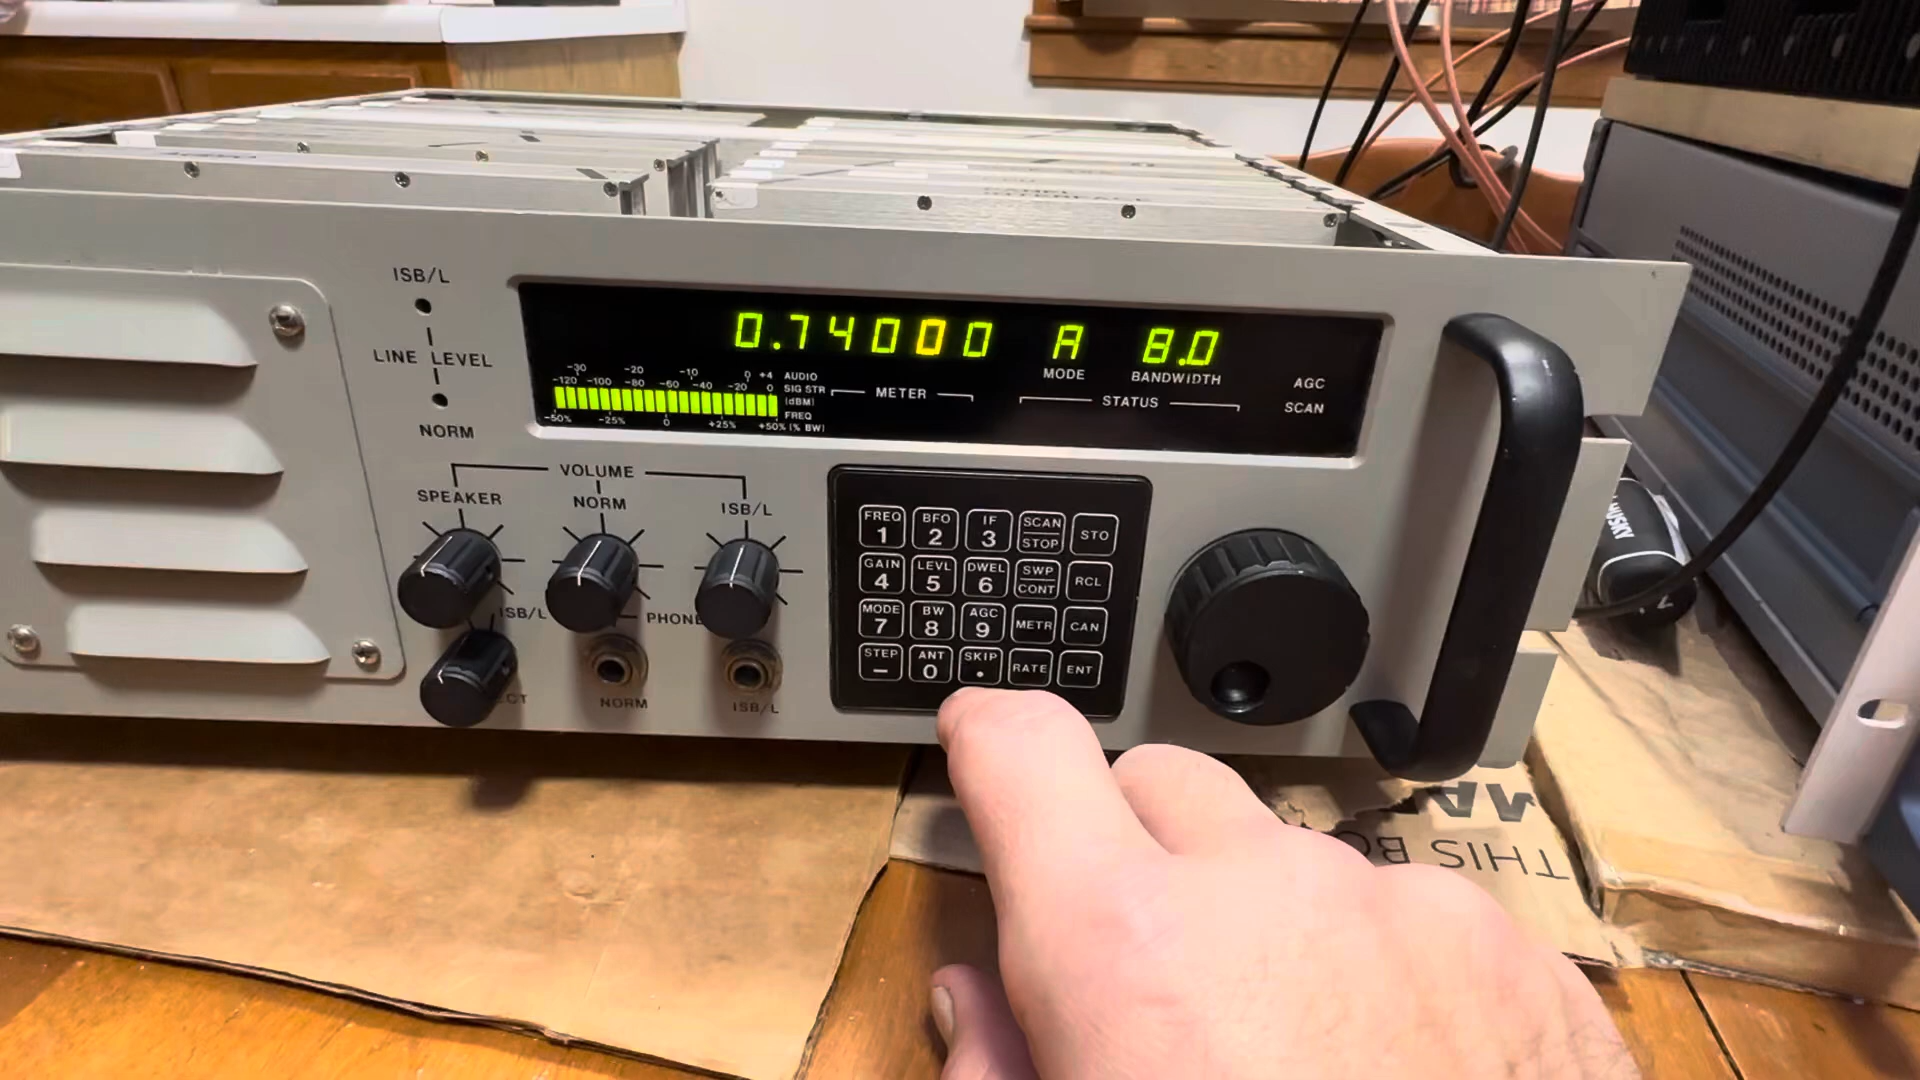 PANEL
INTERFACE
ISB/L
LINE LEVEL
NORM
0.74000 A 8.0
MODE BANDWIDTH
AGC
SCAN
STATUS
METER
-30 -20 -10 0 +4 AUDIO
-120 -100 -80 -60 -40 -20 0 SIG STR
(dBM)
FREQ
-50% -25% 0 +25% +50% (% BW)
VOLUME
SPEAKER NORM ISB/L
ISB/L PHONE
NORM ISB/L
FREQ 1 BFO 2 IF 3 SCAN STOP STO
GAIN 4 LEVL 5 DWEL 6 SWP CONT RCL
MODE 7 BW 8 AGC 9 METR CAN
STEP - ANT 0 SKIP . RATE ENT
HUSKY
THIS BO